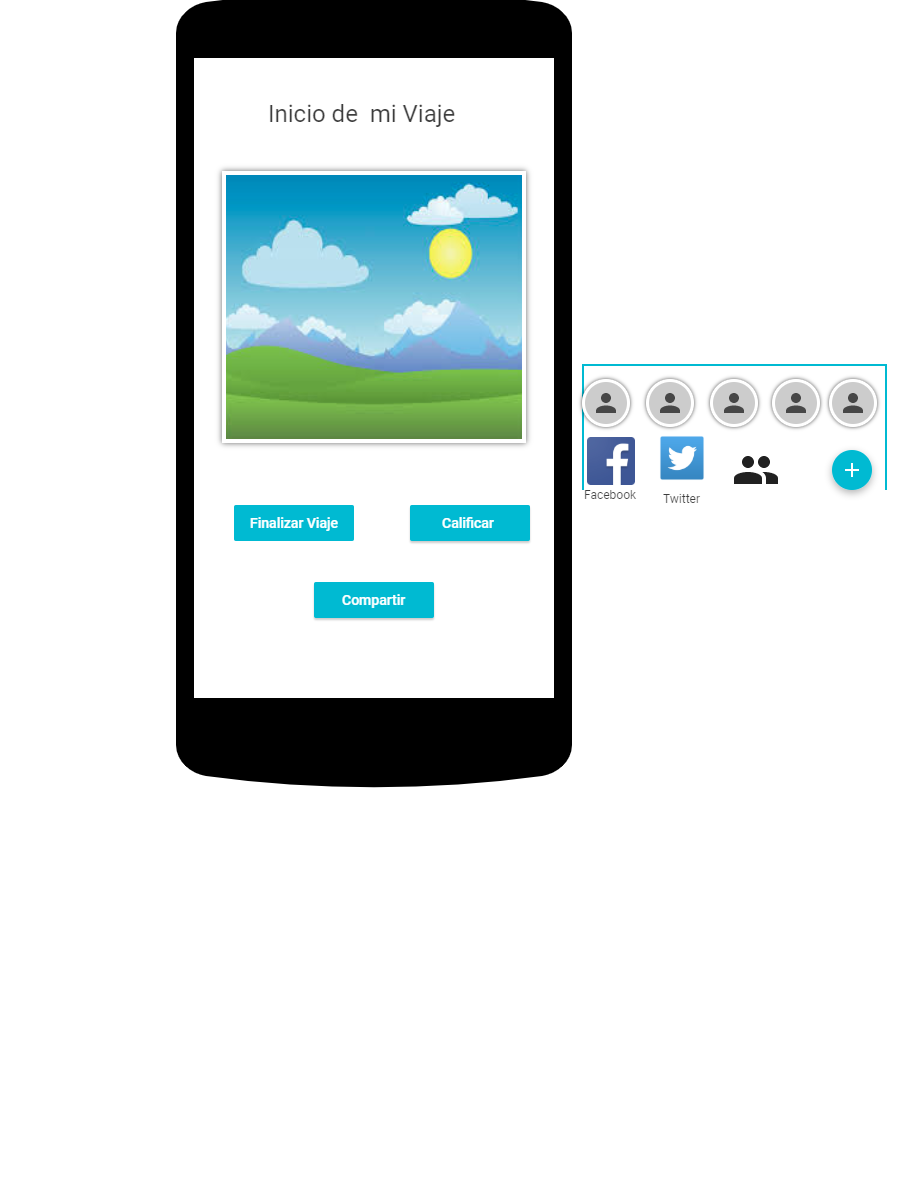 Inicio de  mi Viaje
Finalizar Viaje
Calificar
Compartir
Facebook
Twitter